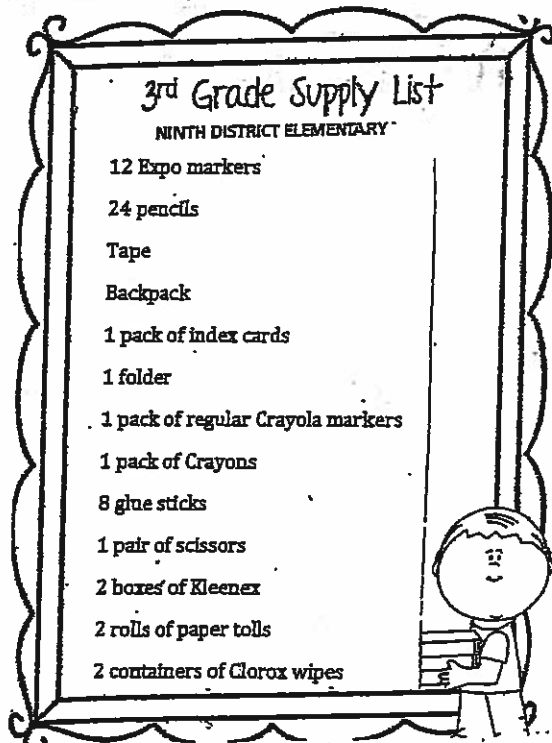 3rd Grade Supply List
NINTH DISTRICT ELEMENTARY
12 Expo markers
24 pencils
Tape
Backpack
1 pack of index cards
1 folder
1 pack of regular Crayola markers
1 pack of Crayons
8 glue sticks
1 pair of scissors
2 boxes of Kleenex
2 rolls of paper tolls
2 containers of Clorox wipes